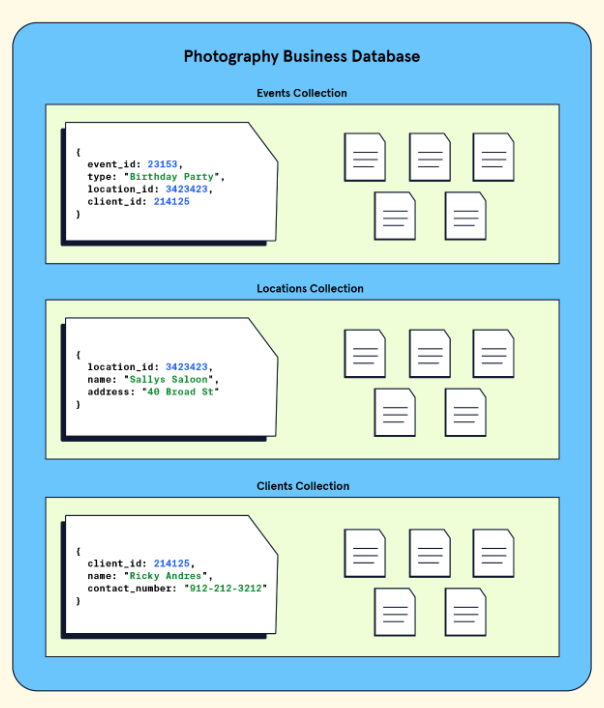 Photography Business Database
Events Collection
{
event_id: 23153,
type: "Birthday Party",
location_id: 3423423,
client_id: 214125
}
Locations Collection
{
location_id: 3423423,
name: "Sallys Saloon",
address: "40 Broad St"
}
Clients Collection
{
client_id: 214125,
name: "Ricky Andres",
contact_number: "912-212-3212"
}